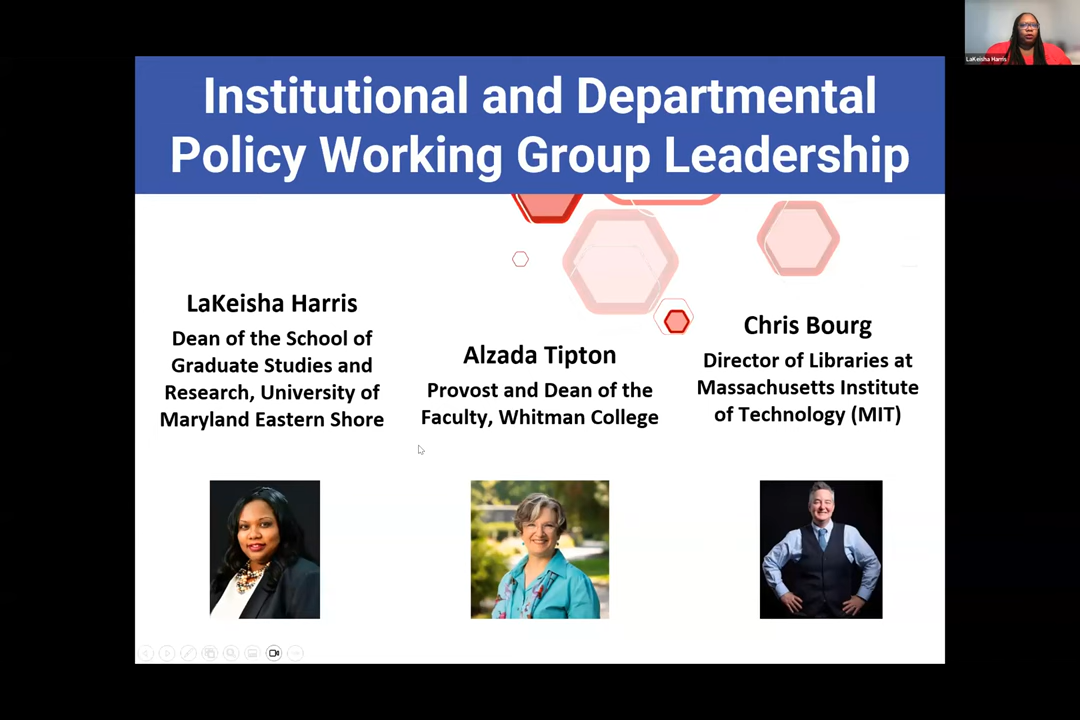 LaKeisha Harris
Institutional and Departmental
Policy Working Group Leadership
LaKeisha Harris
Dean of the School of
Graduate Studies and
Research, University of
Maryland Eastern Shore
Alzada Tipton
Provost and Dean of the
Faculty, Whitman College
Chris Bourg
Director of Libraries at
Massachusetts Institute
of Technology (MIT)